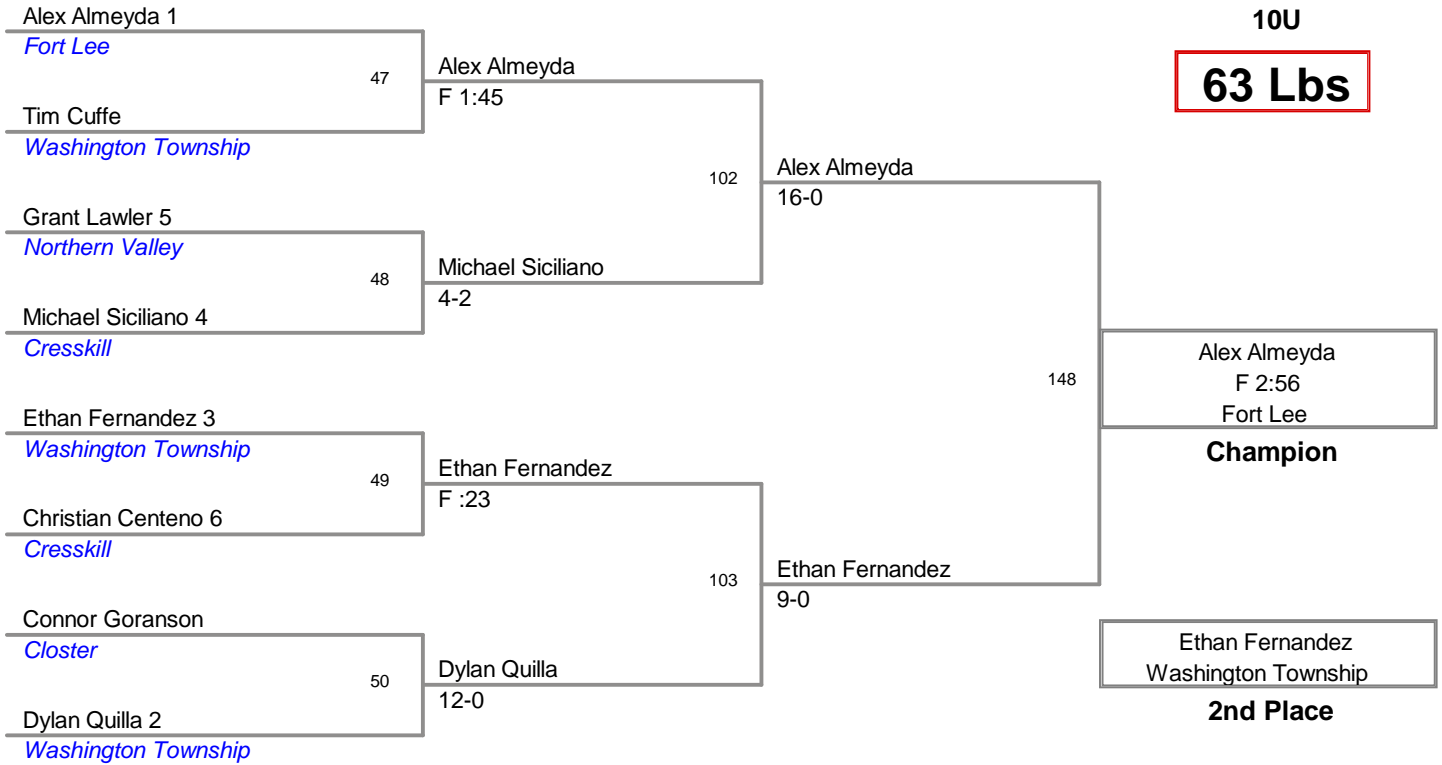 Alex Almeyda 1
Fort Lee
47
Tim Cuffe
Washington Township
Grant Lawler 5
Northern Valley
48
Michael Siciliano 4
Cresskill
Ethan Fernandez 3
Washington Township
49
Christian Centeno 6
Cresskill
Connor Goranson
Closter
50
Dylan Quilla 2
Washington Township
Alex Almeyda
F 1:45
102
Michael Siciliano
4-2
Ethan Fernandez
F :23
103
Dylan Quilla
12-0
Alex Almeyda
16-0
148
Ethan Fernandez
9-0
10U
63 Lbs
Alex Almeyda
F 2:56
Fort Lee
Champion
Ethan Fernandez
Washington Township
2nd Place